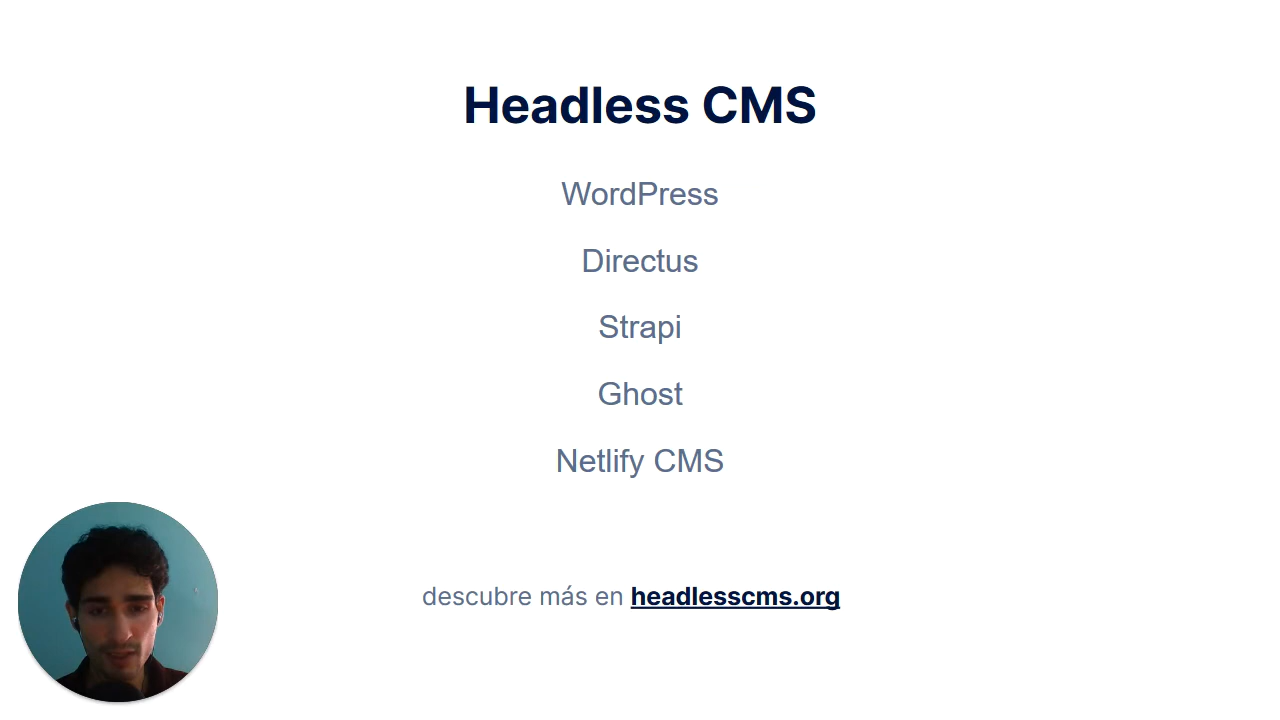 Headless CMS
WordPress
Directus
Strapi
Ghost
Netlify CMS
descubre más en headlesscms.org